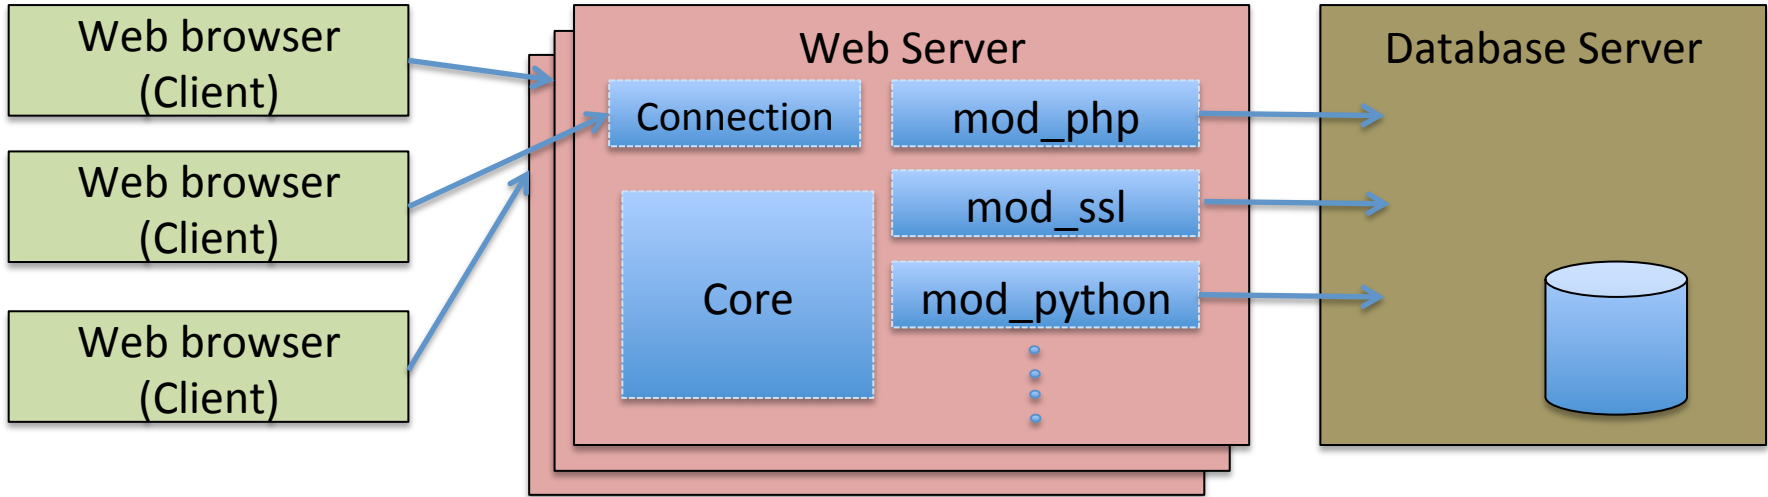 Web browser
(Client)
Web browser
(Client)
Web browser
(Client)
Web Server
Connection
Core
mod_php
mod_ssl
mod_python
Database Server